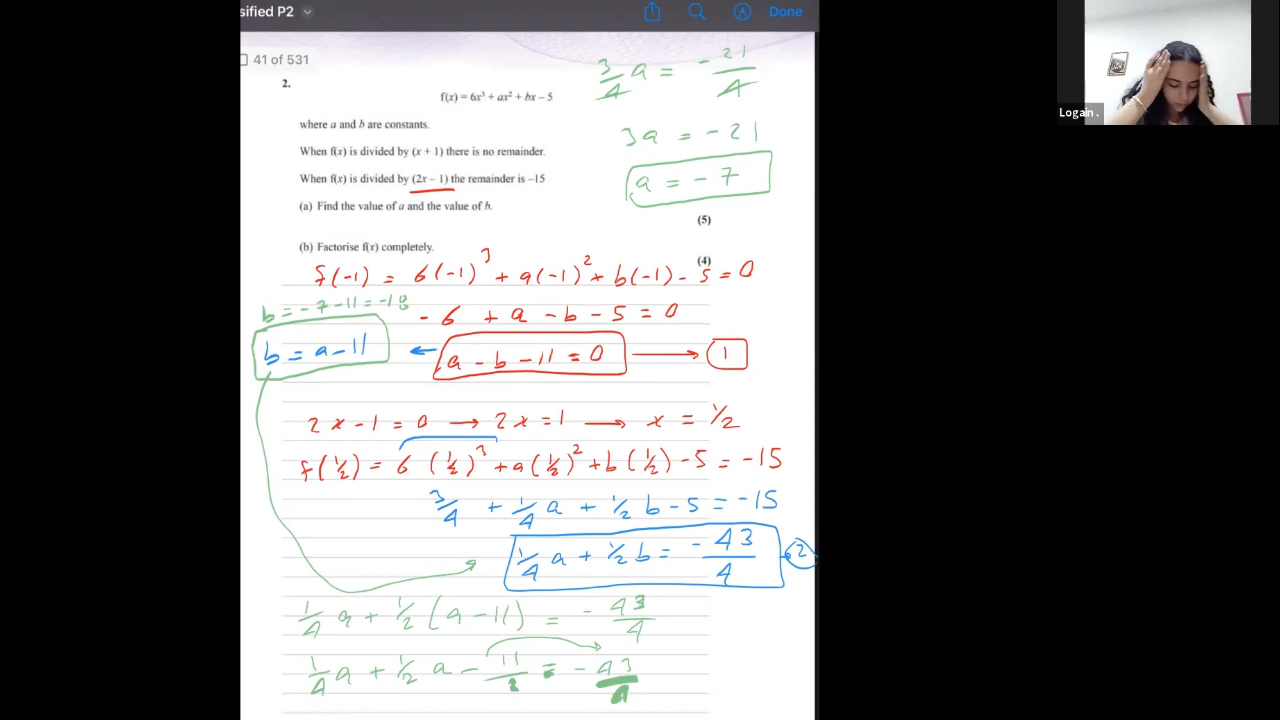 sified P2
Done
41 of 531
2.
f(x) = 6x³ + ax² + bx – 5
where a and b are constants.
When f(x) is divided by (x + 1) there is no remainder.
When f(x) is divided by (2x – 1) the remainder is –15
(a) Find the value of a and the value of b.
(5)
(b) Factorise f(x) completely.
(4)
3/4 a = - 21/4
3a = -21
a = -7
f(-1) = 6(-1)³ + a(-1)² + b(-1) - 5 = 0
b = -7-11 = -18
-6 + a - b - 5 = 0
b = a-11 ← a - b - 11 = 0 → 1
2x-1 = 0 → 2x = 1 → x = 1/2
f(1/2) = 6 (1/2)³ + a(1/2)² + b(1/2) - 5 = -15
3/4 + 1/4 a + 1/2 b - 5 = -15
1/4 a + 1/2 b = - 43/4 → 2
1/4 a + 1/2 (a-11) = - 43/4
1/4 a + 1/2 a - 11/2 = - 43/4
Logain .